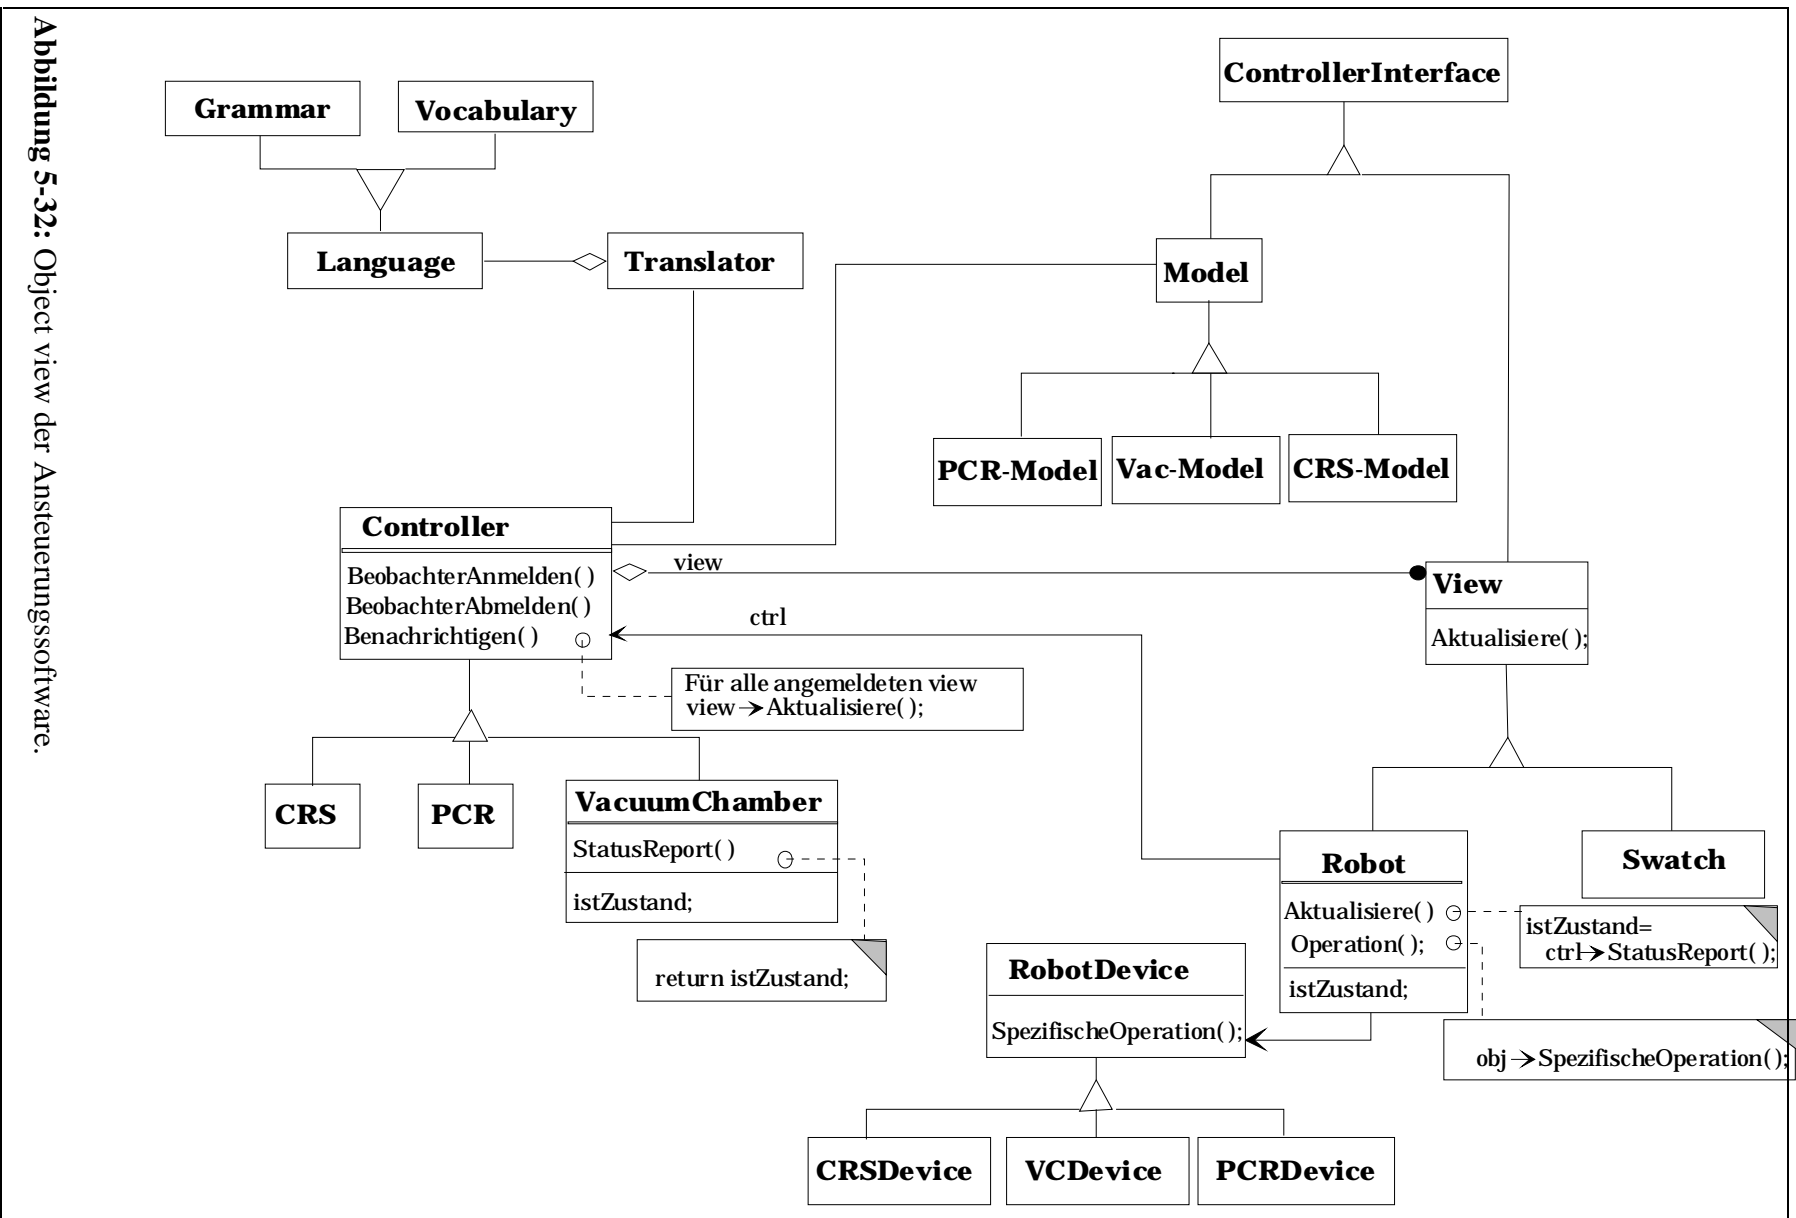 Abbildung 5-32: Object view der Ansteuerungssoftware.
ControllerInterface
Grammar
Vocabulary
Language
Translator
Model
PCR-Model
Vac-Model
CRS-Model
Controller
BeobachterAnmelden( )
BeobachterAbmelden( )
Benachrichtigen( )
view
ctrl
View
Aktualisiere( );
Für alle angemeldeten view
view→Aktualisiere( );
CRS
PCR
VacuumChamber
StatusReport( )
istZustand;
return istZustand;
Robot
Aktualisiere( )
Operation( );
istZustand;
Swatch
istZustand=
ctrl→StatusReport( );
obj→SpezifischeOperation( );
RobotDevice
SpezifischeOperation( );
CRSDevice
VCDevice
PCRDevice